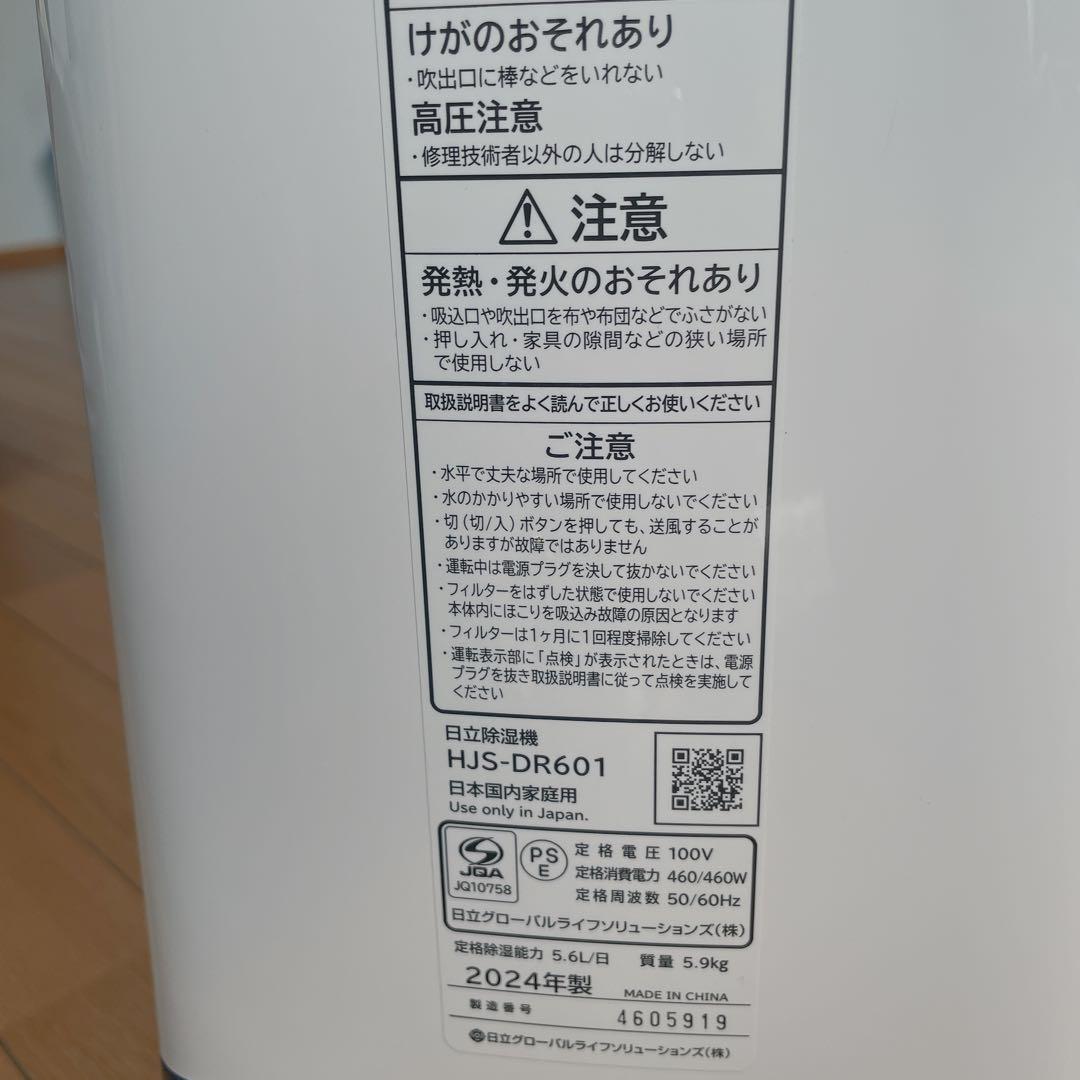 けがのおそれあり
・吹出口に棒などをいれない
高圧注意
・修理技術者以外の人は分解しない
注意
発熱・発火のおそれあり
・吸込口や吹出口を布や布団などでふさがない
・押し入れ・家具の隙間などの狭い場所
で使用しない
取扱説明書をよく読んで正しくお使いください
ご注意
・水平で丈夫な場所で使用してください
・水のかかりやすい場所で使用しないでください
・切(切/入)ボタンを押しても、送風することが
ありますが故障ではありません
・運転中は電源プラグを決して抜かないでください
・フィルターをはずした状態で使用しないでください
本体内にほこりを吸込み故障の原因となります
・フィルターは1ヶ月に1回程度掃除してください
・運転表示部に「点検」が表示されたときは、電源
プラグを抜き取扱説明書に従って点検を実施して
ください
日立除湿機
HJS-DR601
日本国内家庭用
Use only in Japan.
JQA
JQ10758
PS
E
定格電圧 100V
定格消費電力 460/460W
定格周波数 50/60Hz
日立グローバルライフソリューションズ(株)
定格除湿能力 5.6L/日 質量 5.9kg
2024年製 MADE IN CHINA
製造番号 4605919
日立グローバルライフソリューションズ(株)